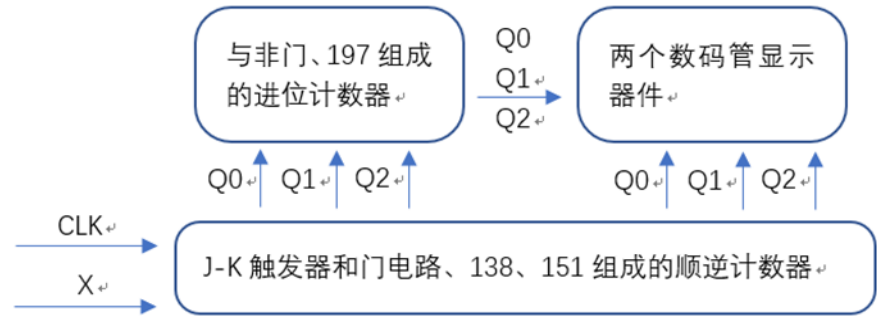 与非门、197 组成
的进位计数器
Q0
Q1
Q2
两个数码管显示
器件
Q0 Q1 Q2
Q0 Q1 Q2
CLK
X
J-K 触发器和门电路、138、151 组成的顺逆计数器